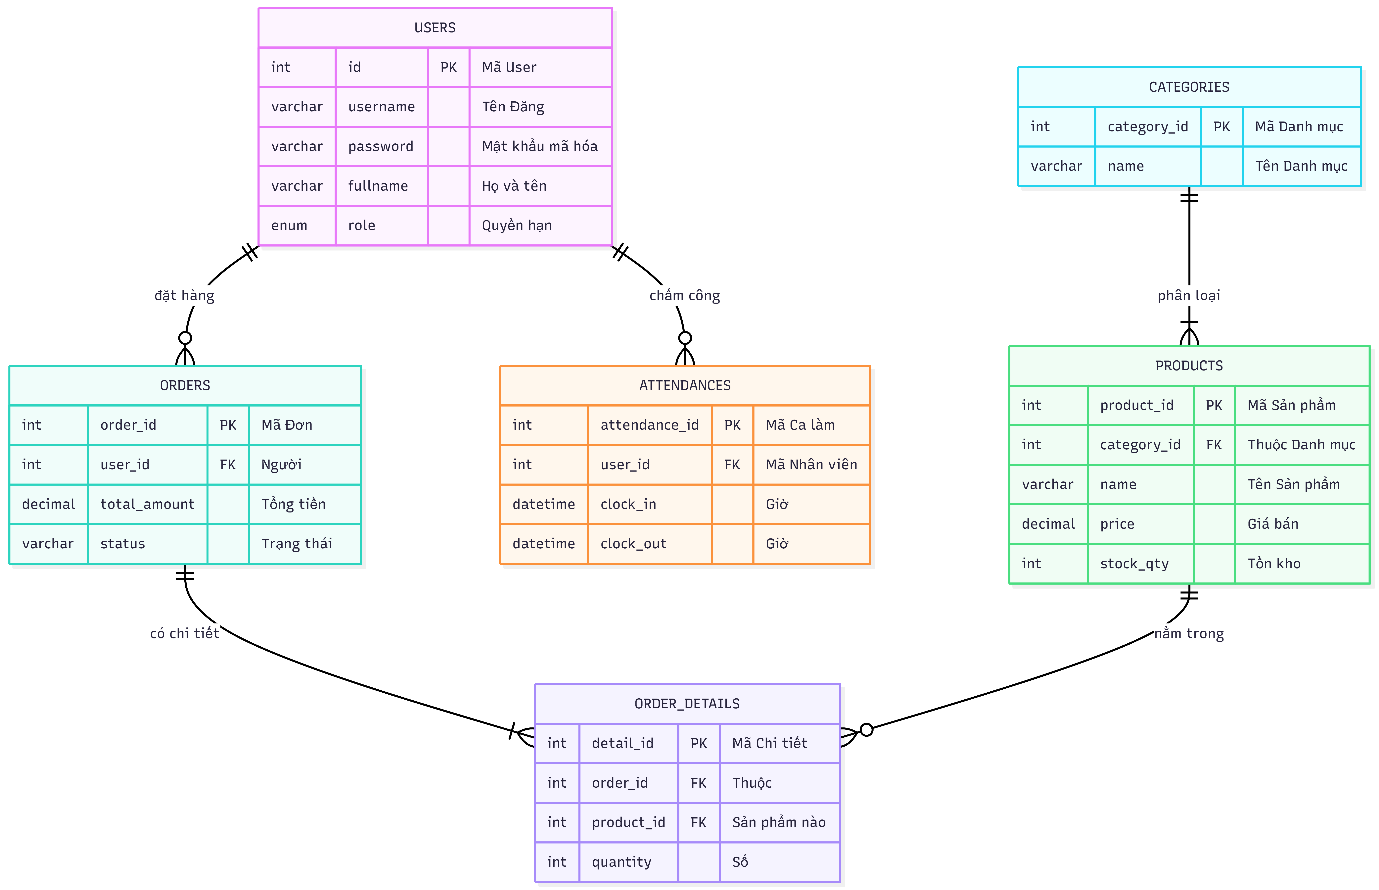 USERS
int id PK Mã User
varchar username Tên Đăng
varchar password Mật khẩu mã hóa
varchar fullname Họ và tên
enum role Quyền hạn
CATEGORIES
int category_id PK Mã Danh mục
varchar name Tên Danh mục
đặt hàng
chấm công
phân loại
ORDERS
int order_id PK Mã Đơn
int user_id FK Người
decimal total_amount Tổng tiền
varchar status Trạng thái
ATTENDANCES
int attendance_id PK Mã Ca làm
int user_id FK Mã Nhân viên
datetime clock_in Giờ
datetime clock_out Giờ
PRODUCTS
int product_id PK Mã Sản phẩm
int category_id FK Thuộc Danh mục
varchar name Tên Sản phẩm
decimal price Giá bán
int stock_qty Tồn kho
có chi tiết
nằm trong
ORDER_DETAILS
int detail_id PK Mã Chi tiết
int order_id FK Thuộc
int product_id FK Sản phẩm nào
int quantity Số